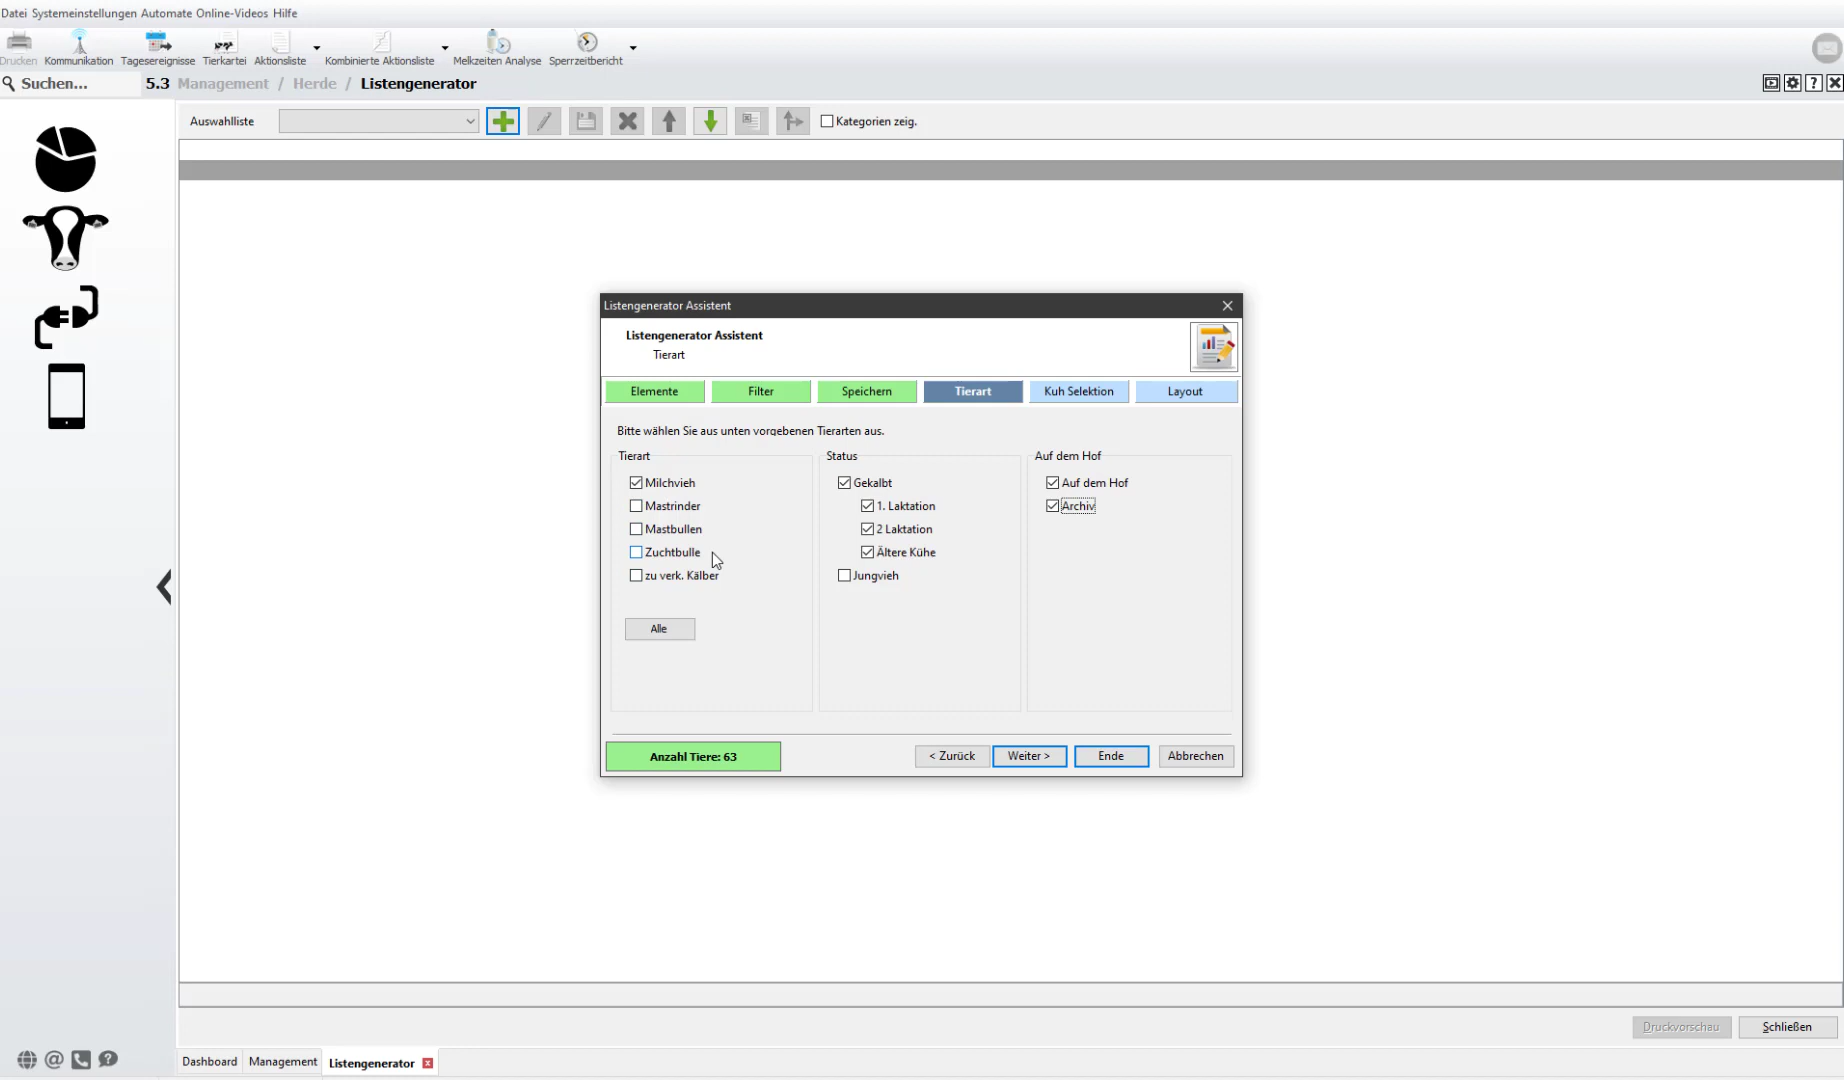 Datei Systemeinstellungen Automate Online-Videos Hilfe
Drucken Kommunikation Tagesereignisse Tierkartei Aktionsliste Kombinierte Aktionsliste Melkzeiten Analyse Sperrzeitbericht
Suchen... 5.3 Management / Herde / Listengenerator
Auswahlliste Kategorien zeig.
Listengenerator Assistent
Listengenerator Assistent
Tierart
Elemente Filter Speichern Tierart Kuh Selektion Layout
Bitte wählen Sie aus unten vorgebenen Tierarten aus.
Tierart Status Auf dem Hof
Milchvieh Gekalbt Auf dem Hof
Mastrinder 1. Laktation Archiv
Mastbullen 2 Laktation
Zuchtbulle Ältere Kühe
zu verk. Kälber Jungvieh
Alle
Anzahl Tiere: 63 < Zurück Weiter > Ende Abbrechen
Druckvorschau Schließen
Dashboard Management Listengenerator